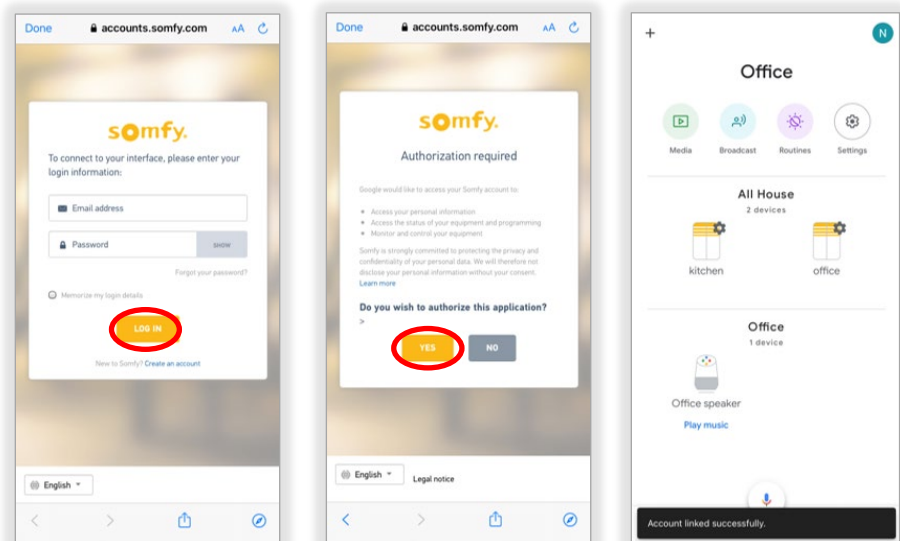 Done
accounts.somfy.com
AA
somfy.
To connect to your interface, please enter your
login information:
Email address
Password
SHOW
Forgot your password?
Memorize my login details
LOG IN
New to Somfy? Create an account
English
Done
accounts.somfy.com
AA
somfy.
Authorization required
Google would like to access your Somfy account to:
Access your personal information
Access the status of your equipment and programming
Monitor and control your equipment
Somfy is strongly committed to protecting the privacy and
confidentiality of your personal data. We will therefore not
disclose your personal information without your consent.
Learn more
Do you wish to authorize this application?
>
YES
NO
English
Legal notice
+
N
Office
Media
Broadcast
Routines
Settings
All House
2 devices
kitchen
office
Office
1 device
Office speaker
Play music
Account linked successfully.